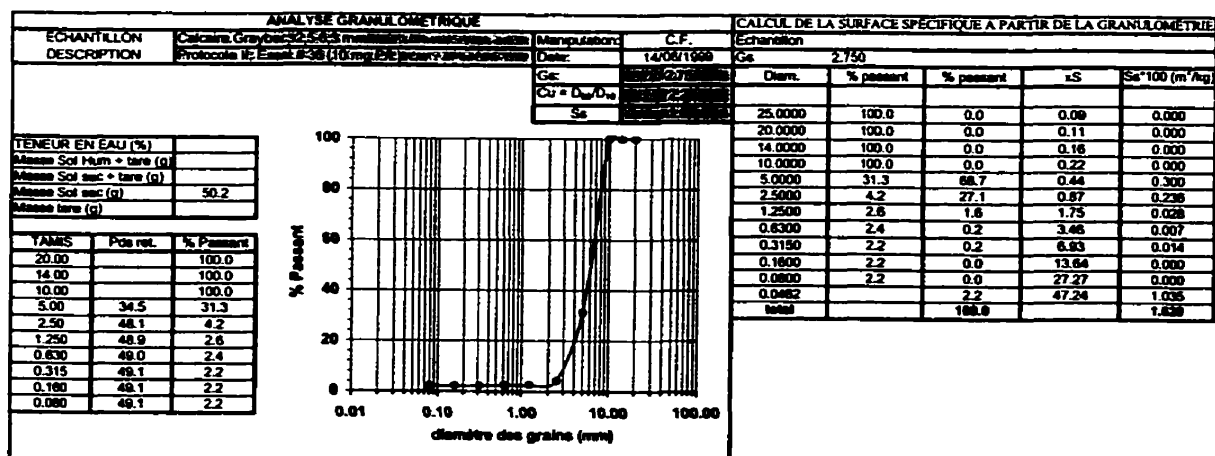 ANALYSE GRANULOMÉTRIQUE
ÉCHANTILLON
DESCRIPTION
Manipulation: C.F.
Date: 14/06/1999
Gs:
Cu = D60/D10
Ss
TENEUR EN EAU (%)
Masse Sol Hum + tare (g)
Masse Sol sec + tare (g)
Masse Sol sec (g) 50.2
Masse tare (g)
TAMIS Pds ret. % Passant
20.00 100.0
14.00 100.0
10.00 100.0
5.00 34.5 31.3
2.50 48.1 4.2
1.250 48.9 2.6
0.630 49.0 2.4
0.315 49.1 2.2
0.160 49.1 2.2
0.080 49.1 2.2
% Passant
100
80
60
40
20
0
0.01 0.10 1.00 10.00 100.00
diamètre des grains (mm)
CALCUL DE LA SURFACE SPÉCIFIQUE A PARTIR DE LA GRANULOMÉTRIE
Echantillon
Gs 2.750
Diam. % passant % passant xS Ss*100 (m²/kg)
25.0000 100.0 0.0 0.09 0.000
20.0000 100.0 0.0 0.11 0.000
14.0000 100.0 0.0 0.16 0.000
10.0000 100.0 0.0 0.22 0.000
5.0000 31.3 68.7 0.44 0.300
2.5000 4.2 27.1 0.87 0.236
1.2500 2.6 1.6 1.75 0.028
0.6300 2.4 0.2 3.46 0.007
0.3150 2.2 0.2 6.93 0.014
0.1600 2.2 0.0 13.64 0.000
0.0800 2.2 0.0 27.27 0.000
0.0462 2.2 47.24 1.035
total 100.0